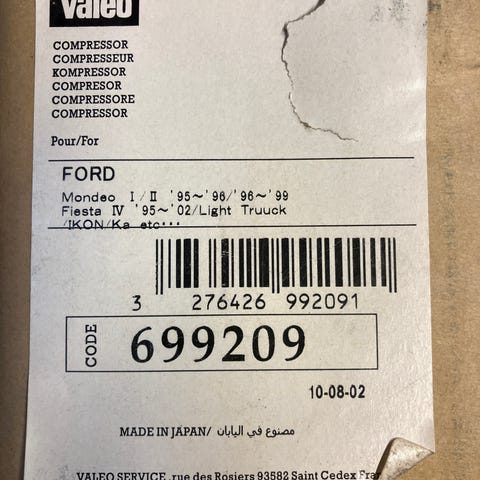 Valeo
COMPRESSOR
COMPRESSEUR
KOMPRESSOR
COMPRESOR
COMPRESSORE
COMPRESSOR
Pour/For
FORD
Mondeo I/II '95~'96/'96~'99
Fiesta IV '95~'02/Light Truuck
/IKON/Ka etc···
3 276426 992091
CODE 699209
10-08-02
MADE IN JAPAN/ مصنوع في اليابان
VALEO SERVICE .rue des Rosiers 93582 Saint Cedex